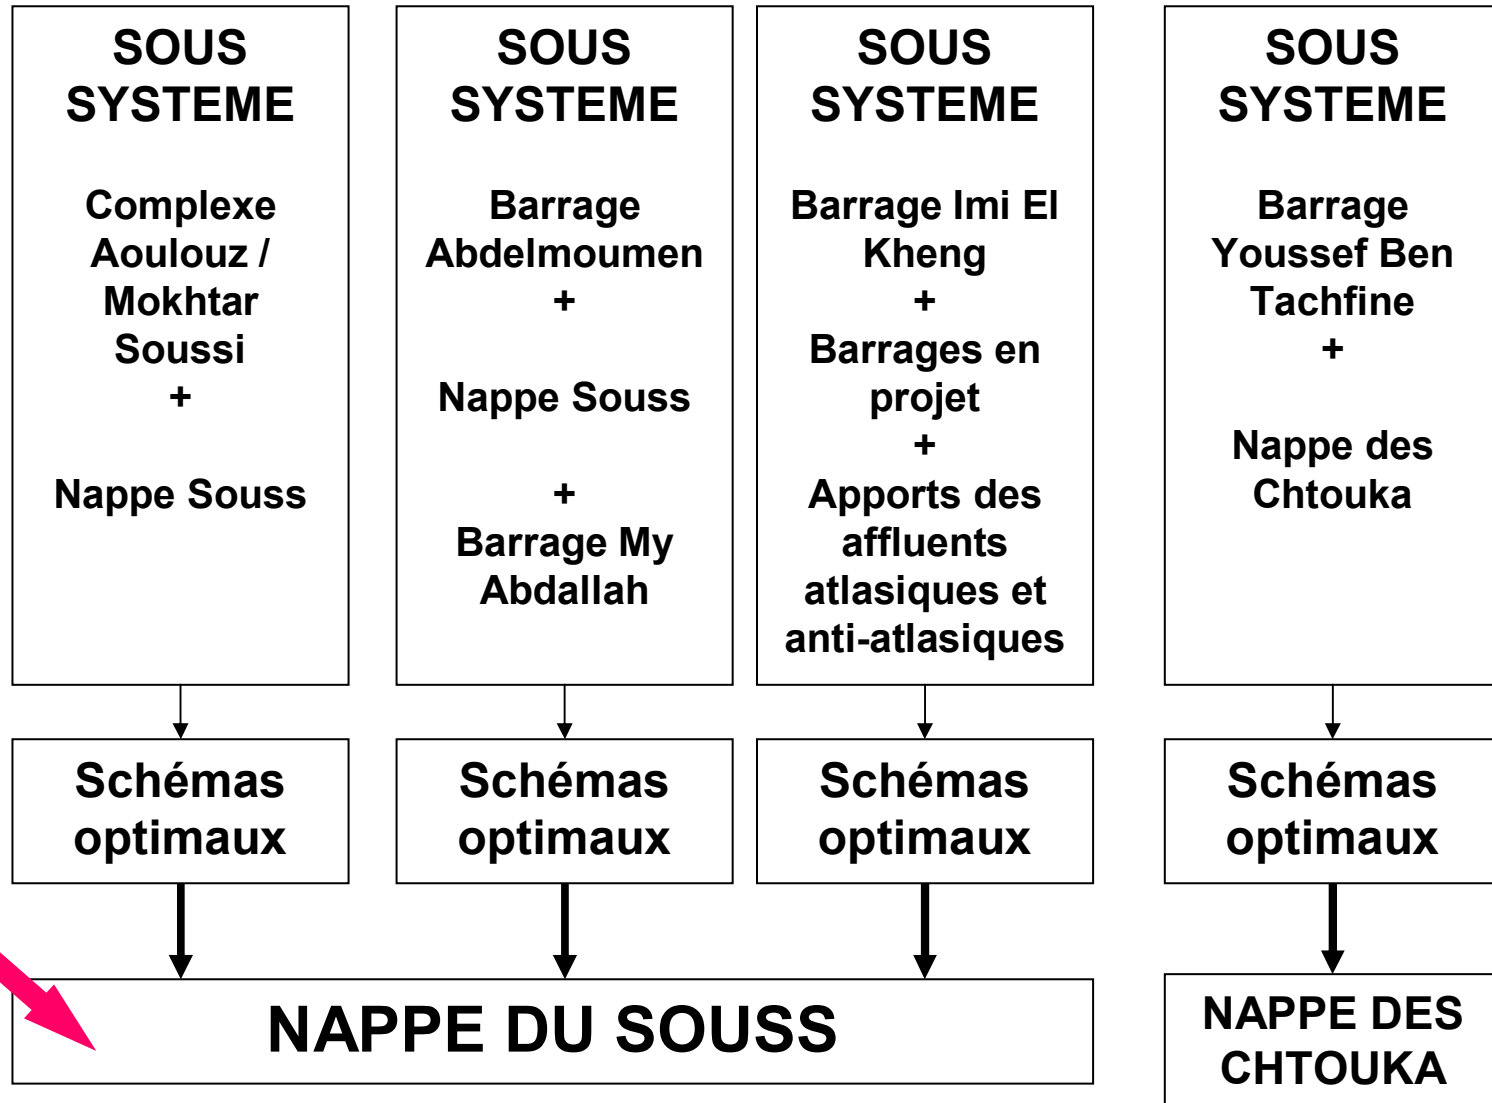 SOUS
SYSTEME
Complexe
Aoulouz /
Mokhtar
Soussi
+
Nappe Souss
SOUS
SYSTEME
Barrage
Abdelmoumen
+
Nappe Souss
+
Barrage My
Abdallah
SOUS
SYSTEME
Barrage Imi El
Kheng
+
Barrages en
projet
+
Apports des
affluents
atlasiques et
anti-atlasiques
SOUS
SYSTEME
Barrage
Youssef Ben
Tachfine
+
Nappe des
Chtouka
Schémas
optimaux
Schémas
optimaux
Schémas
optimaux
Schémas
optimaux
NAPPE DU SOUSS
NAPPE DES
CHTOUKA